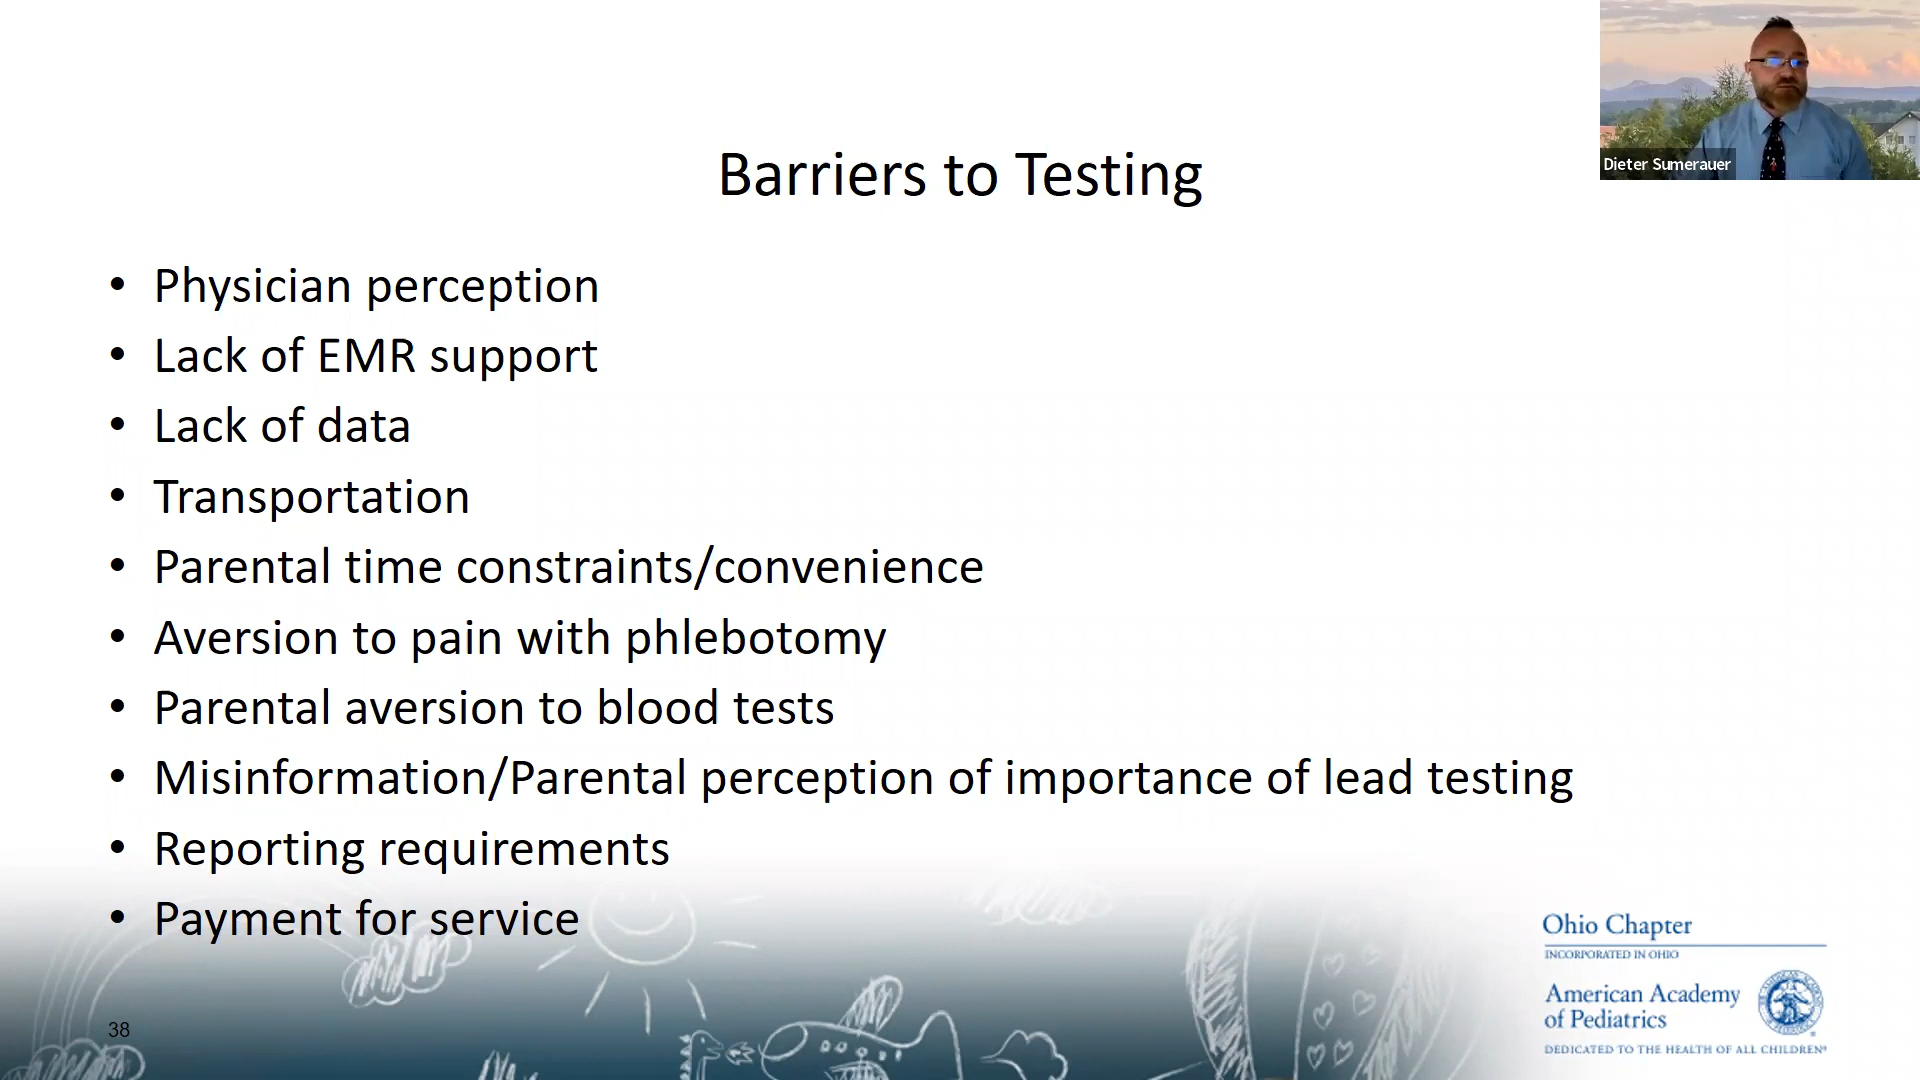 Dieter Sumerauer
Barriers to Testing
• Physician perception
• Lack of EMR support
• Lack of data
• Transportation
• Parental time constraints/convenience
• Aversion to pain with phlebotomy
• Parental aversion to blood tests
• Misinformation/Parental perception of importance of lead testing
• Reporting requirements
• Payment for service
Ohio Chapter
INCORPORATED IN OHIO
American Academy
of Pediatrics
DEDICATED TO THE HEALTH OF ALL CHILDREN®
38